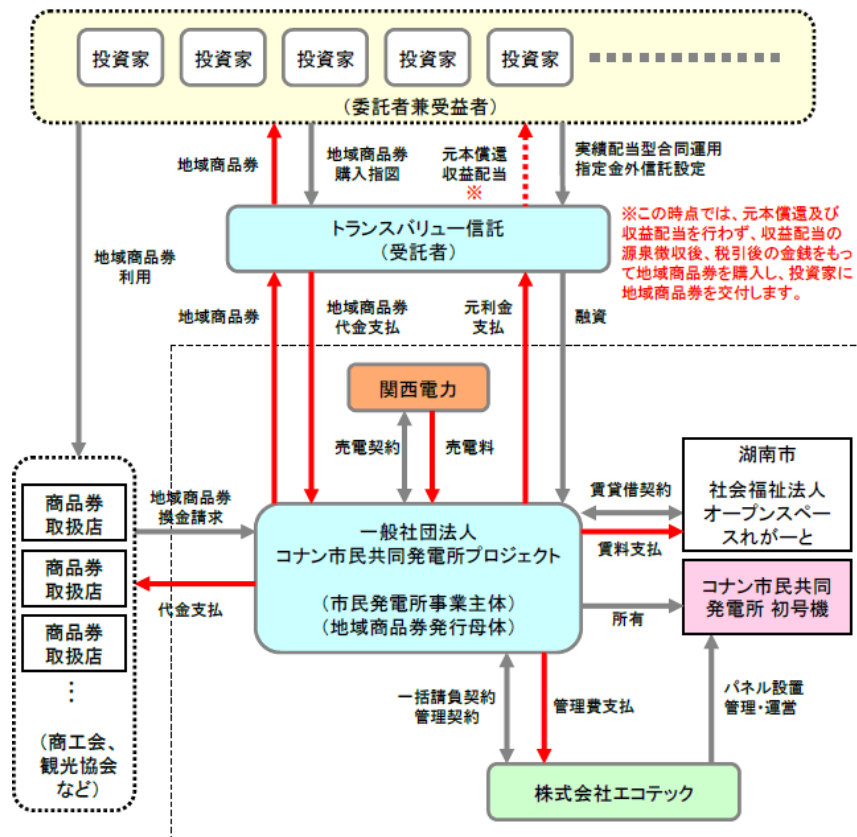 投資家
投資家
投資家
投資家
投資家
(委託者兼受益者)
地域商品券
地域商品券
購入指図
元本償還
収益配当
※
実績配当型合同運用
指定金外信託設定
トランスバリュー信託
(受託者)
※この時点では、元本償還及び
収益配当を行わず、収益配当の
源泉徴収後、税引後の金銭をもっ
て地域商品券を購入し、投資家に
地域商品券を交付します。
地域商品券
利用
地域商品券
地域商品券
代金支払
元利金
支払
融資
関西電力
売電契約
売電料
商品券
取扱店
商品券
取扱店
商品券
取扱店
⋮
(商工会、
観光協会
など)
地域商品券
換金請求
代金支払
一般社団法人
コナン市民共同発電所プロジェクト
(市民発電所事業主体)
(地域商品券発行母体)
賃貸借契約
賃料支払
所有
湖南市
社会福祉法人
オープンスペー
スれがーと
コナン市民共同
発電所 初号機
一括請負契約
管理契約
管理費支払
パネル設置
管理・運営
株式会社エコテック